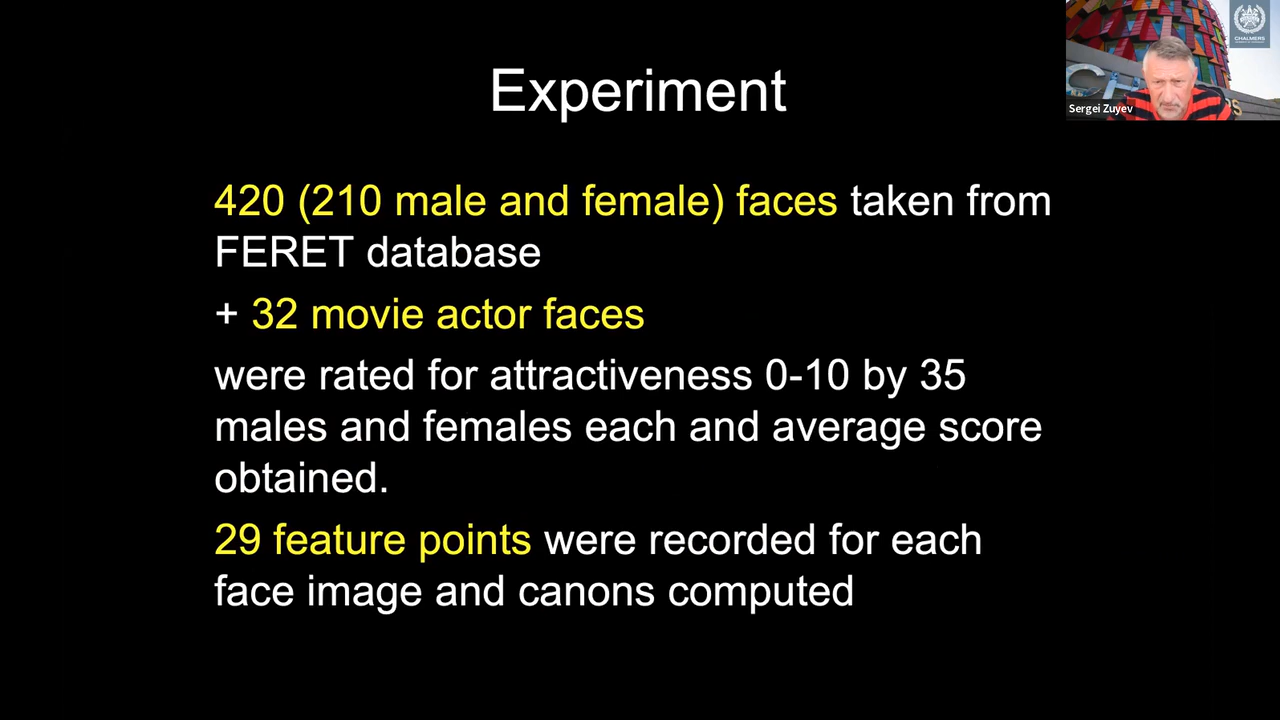 Experiment
420 (210 male and female) faces taken from
FERET database
+ 32 movie actor faces
were rated for attractiveness 0-10 by 35
males and females each and average score
obtained.
29 feature points were recorded for each
face image and canons computed
CHALMERS
Sergei Zuyev